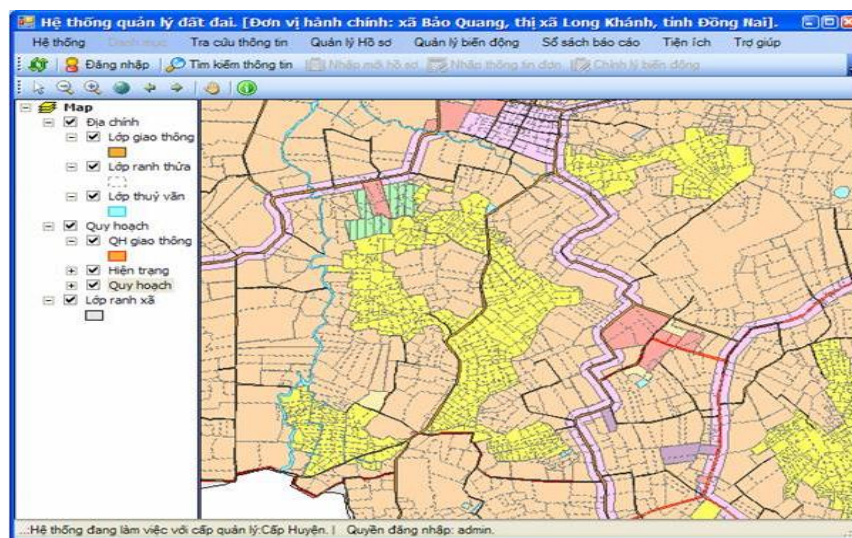 Hệ thống quản lý đất đai. [Đơn vị hành chính: xã Bảo Quang, thị xã Long Khánh, tỉnh Đồng Nai].
Hệ thống Danh mục Tra cứu thông tin Quản lý Hồ sơ Quản lý biến động Sổ sách báo cáo Tiện ích Trợ giúp
Đăng nhập Tìm kiếm thông tin Nhập mới hồ sơ Nhập thông tin đơn Chỉnh lý biến động
Map
Địa chính
Lớp giao thông
Lớp ranh thửa
Lớp thuỷ văn
Quy hoạch
QH giao thông
Hiện trạng
Quy hoạch
Lớp ranh xã
..:Hệ thống đang làm việc với cấp quản lý:Cấp Huyện. | Quyền đăng nhập: admin.